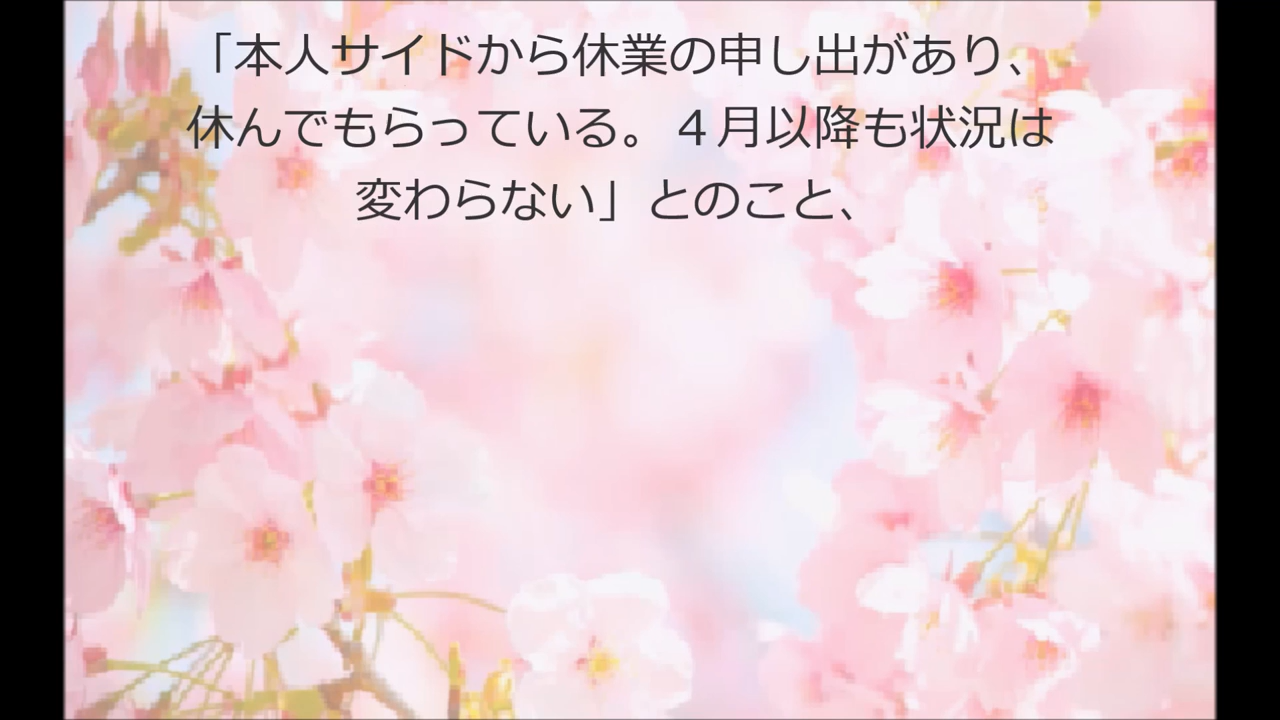 「本人サイドから休業の申し出があり、
休んでもらっている。４月以降も状況は
変わらない」とのこと、